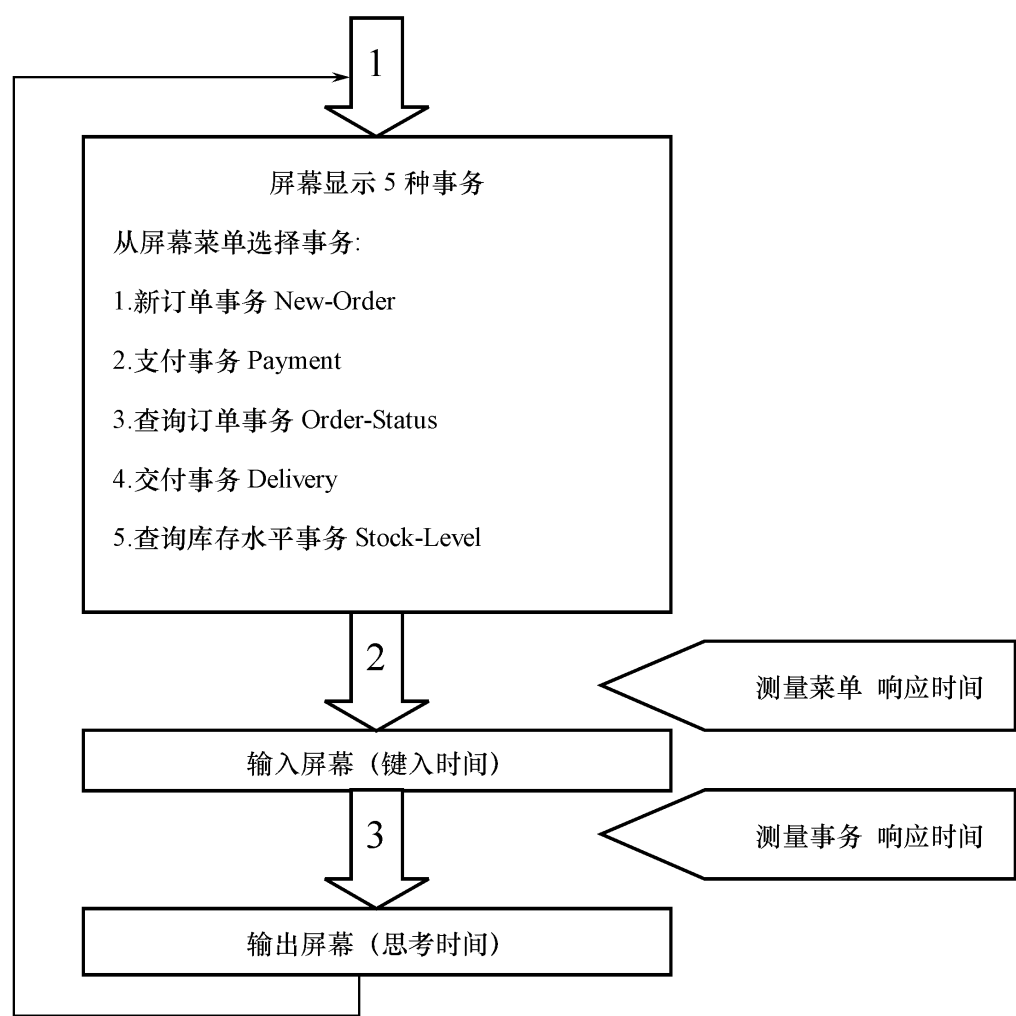 1
屏幕显示 5 种事务
从屏幕菜单选择事务:
1.新订单事务 New-Order
2.支付事务 Payment
3.查询订单事务 Order-Status
4.交付事务 Delivery
5.查询库存水平事务 Stock-Level
2
测量菜单 响应时间
输入屏幕（键入时间）
3
测量事务 响应时间
输出屏幕（思考时间）